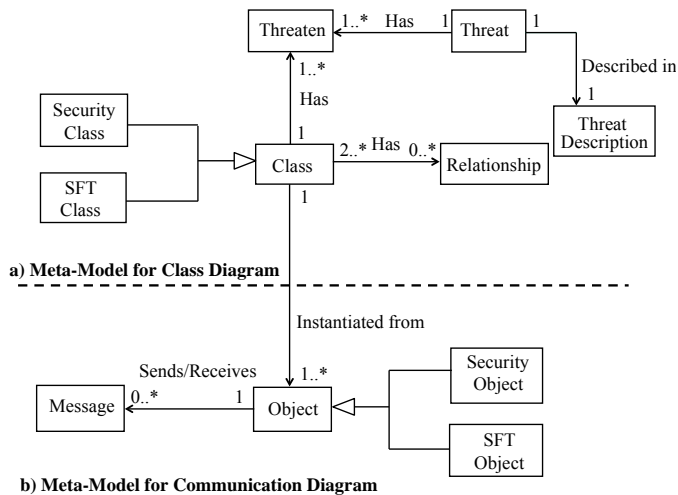 Threaten
1..*
Has
1
Threat
1
Described in
1
Threat
Description
1..*
Has
1
Security
Class
SFT
Class
Class
2..*
Has
0..*
Relationship
1
a) Meta-Model for Class Diagram
Instantiated from
1..*
Sends/Receives
Message
0..*
1
Object
Security
Object
SFT
Object
b) Meta-Model for Communication Diagram